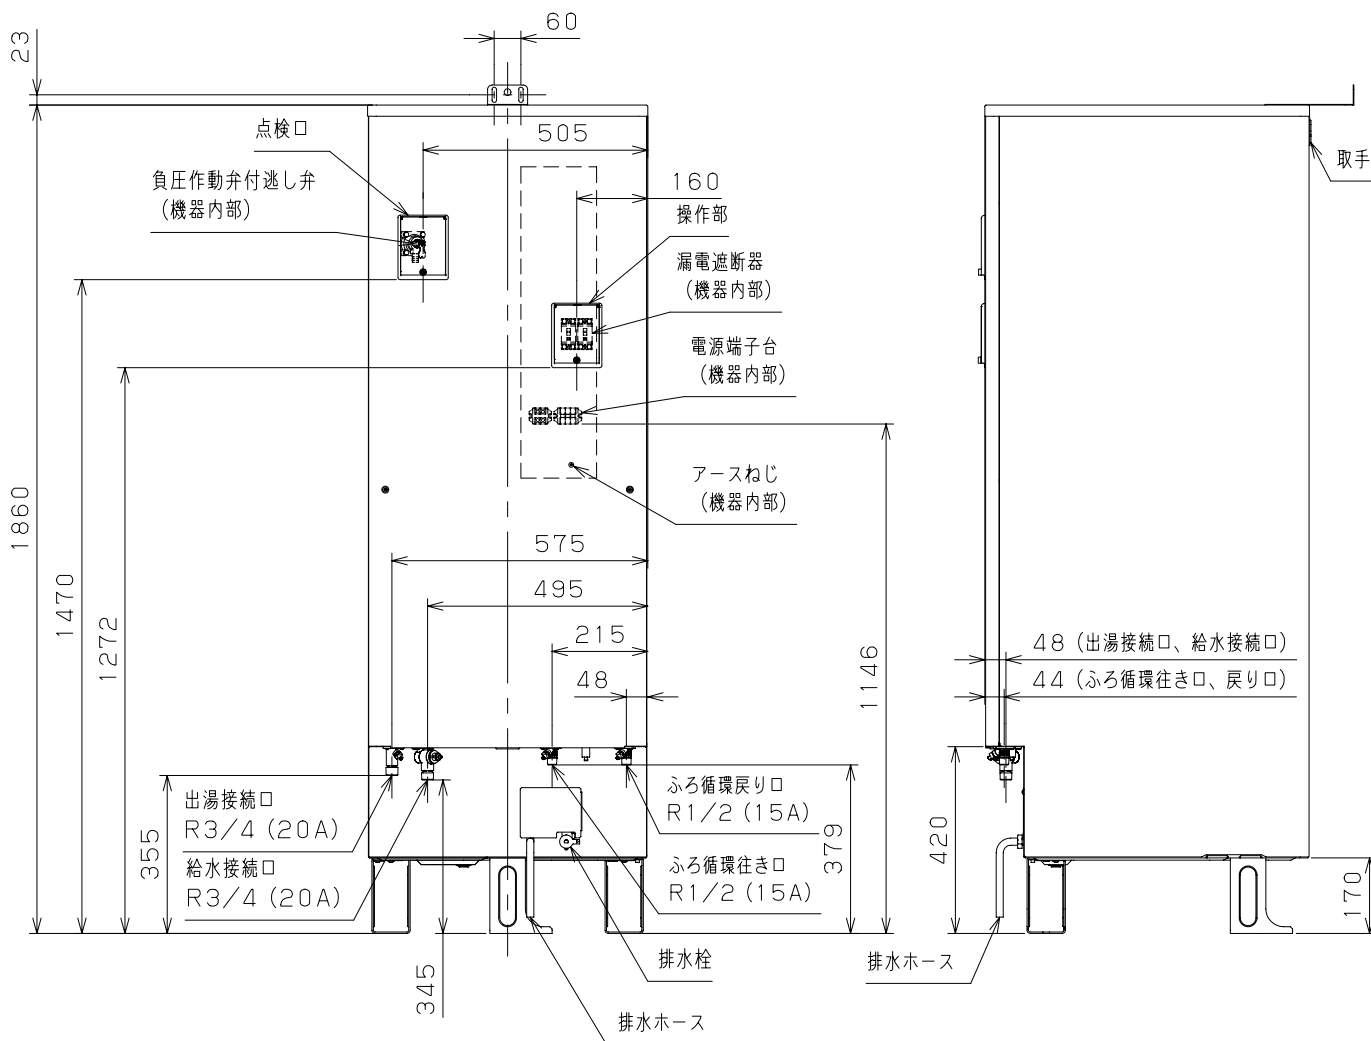 60
23
点検口
505
負圧作動弁付逃し弁
(機器内部)
160
操作部
漏電遮断器
(機器内部)
電源端子台
(機器内部)
アースねじ
(機器内部)
取手
1860
1470
1272
575
495
215
48
1146
48 (出湯接続口、給水接続口)
44 (ふろ循環往き口、戻り口)
出湯接続口
R3/4 (20A)
給水接続口
R3/4 (20A)
355
345
ふろ循環戻り口
R1/2 (15A)
ふろ循環往き口
R1/2 (15A)
379
420
170
排水栓
排水ホース
排水ホース